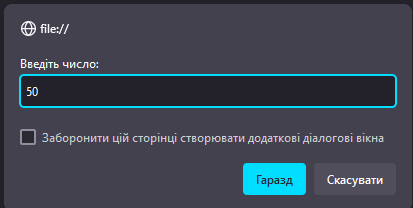 file://
Введіть число:
50
Заборонити цій сторінці створювати додаткові діалогові вікна
Гаразд Скасувати